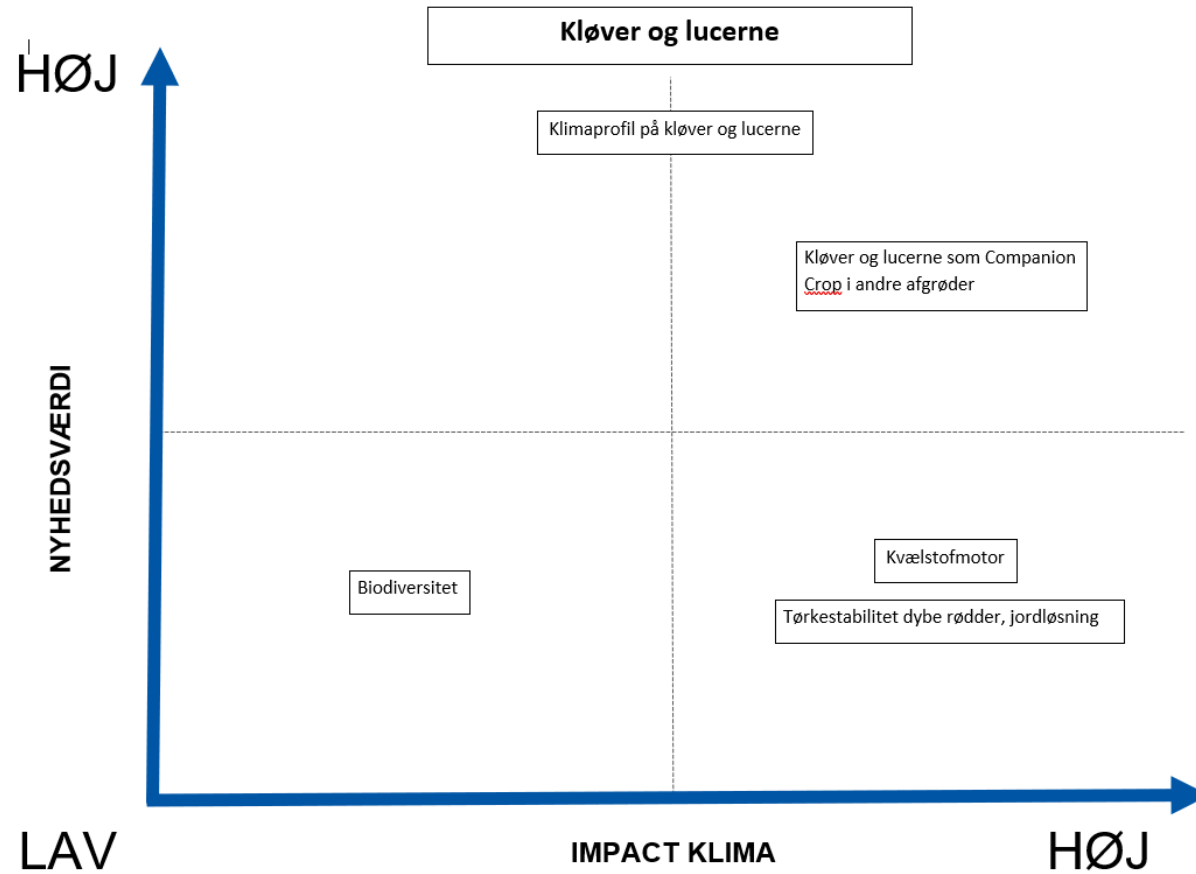 Kløver og lucerne
HØJ
Klimaprofil på kløver og lucerne
Kløver og lucerne som Companion
Crop i andre afgrøder
NYHEDSVÆRDI
Kvælstofmotor
Biodiversitet
Tørkestabilitet dybe rødder, jordløsning
LAV
IMPACT KLIMA
HØJ